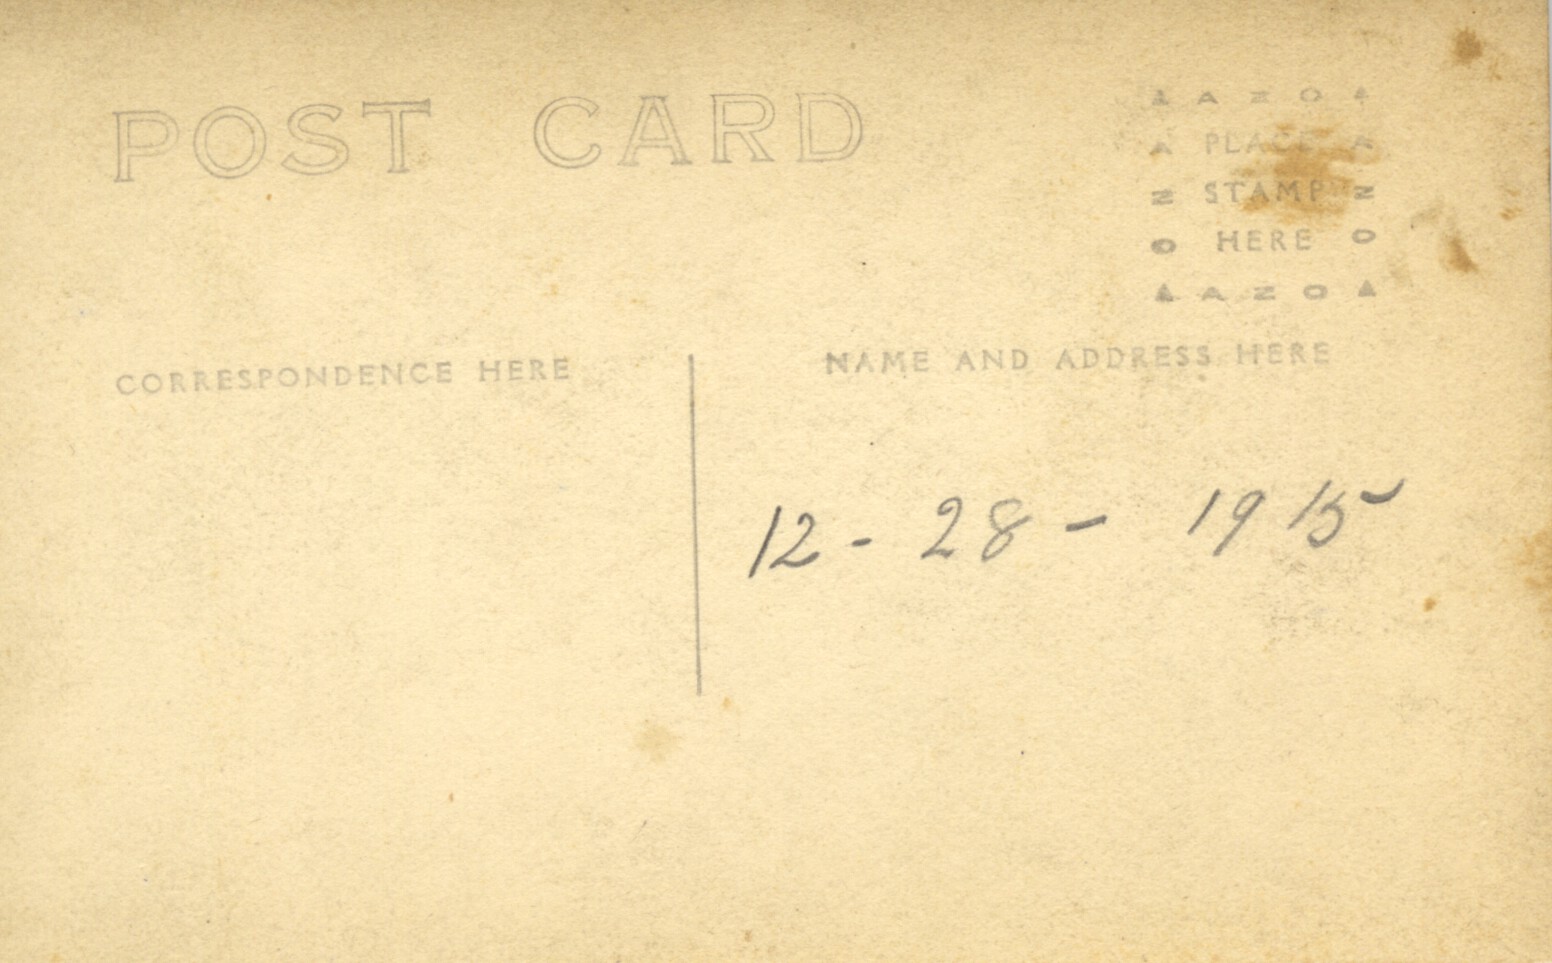 POST CARD
AZO
PLACE
STAMP
HERE
AZO
CORRESPONDENCE HERE
NAME AND ADDRESS HERE
12 - 28 - 1915